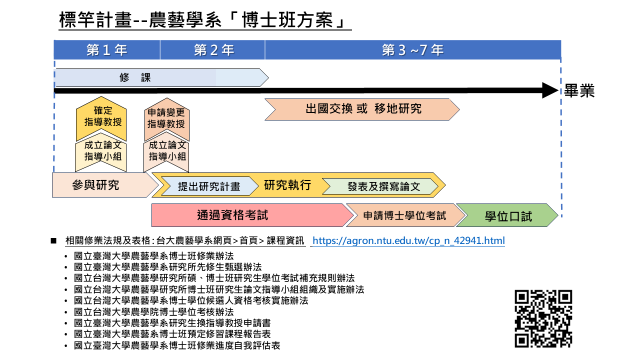 標竿計畫--農藝學系「博士班方案」
第 1 年
第 2 年
第 3 ~7 年
修 課
畢業
確定
指導教授
申請變更
指導教授
出國交換 或 移地研究
成立論文
指導小組
成立論文
指導小組
參與研究
提出研究計畫
研究執行
發表及撰寫論文
通過資格考試
申請博士學位考試
學位口試
■ 相關修業法規及表格：台大農藝學系網頁>首頁> 課程資訊 https://agron.ntu.edu.tw/cp_n_42941.html
• 國立臺灣大學農藝學系博士班修業辦法
• 國立臺灣大學農藝學系研究所先修生甄選辦法
• 國立台灣大學農藝學研究所碩、博士班研究生學位考試補充規則辦法
• 國立台灣大學農藝學研究所博士班研究生論文指導小組組織及實施辦法
• 國立台灣大學農藝學系博士學位候選人資格考核實施辦法
• 國立台灣大學農學院博士學位考核辦法
• 國立臺灣大學農藝學系研究生換指導教授申請書
• 國立臺灣大學農藝系博士班預定修習課程報告表
• 國立臺灣大學農藝學系博士班修業進度自我評估表